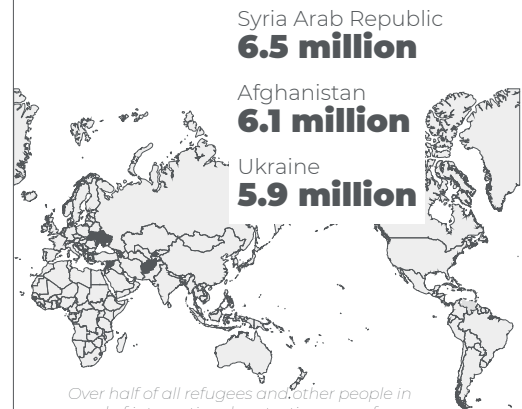 Syria Arab Republic
6.5 million
Afghanistan
6.1 million
Ukraine
5.9 million
Over half of all refugees and other people in